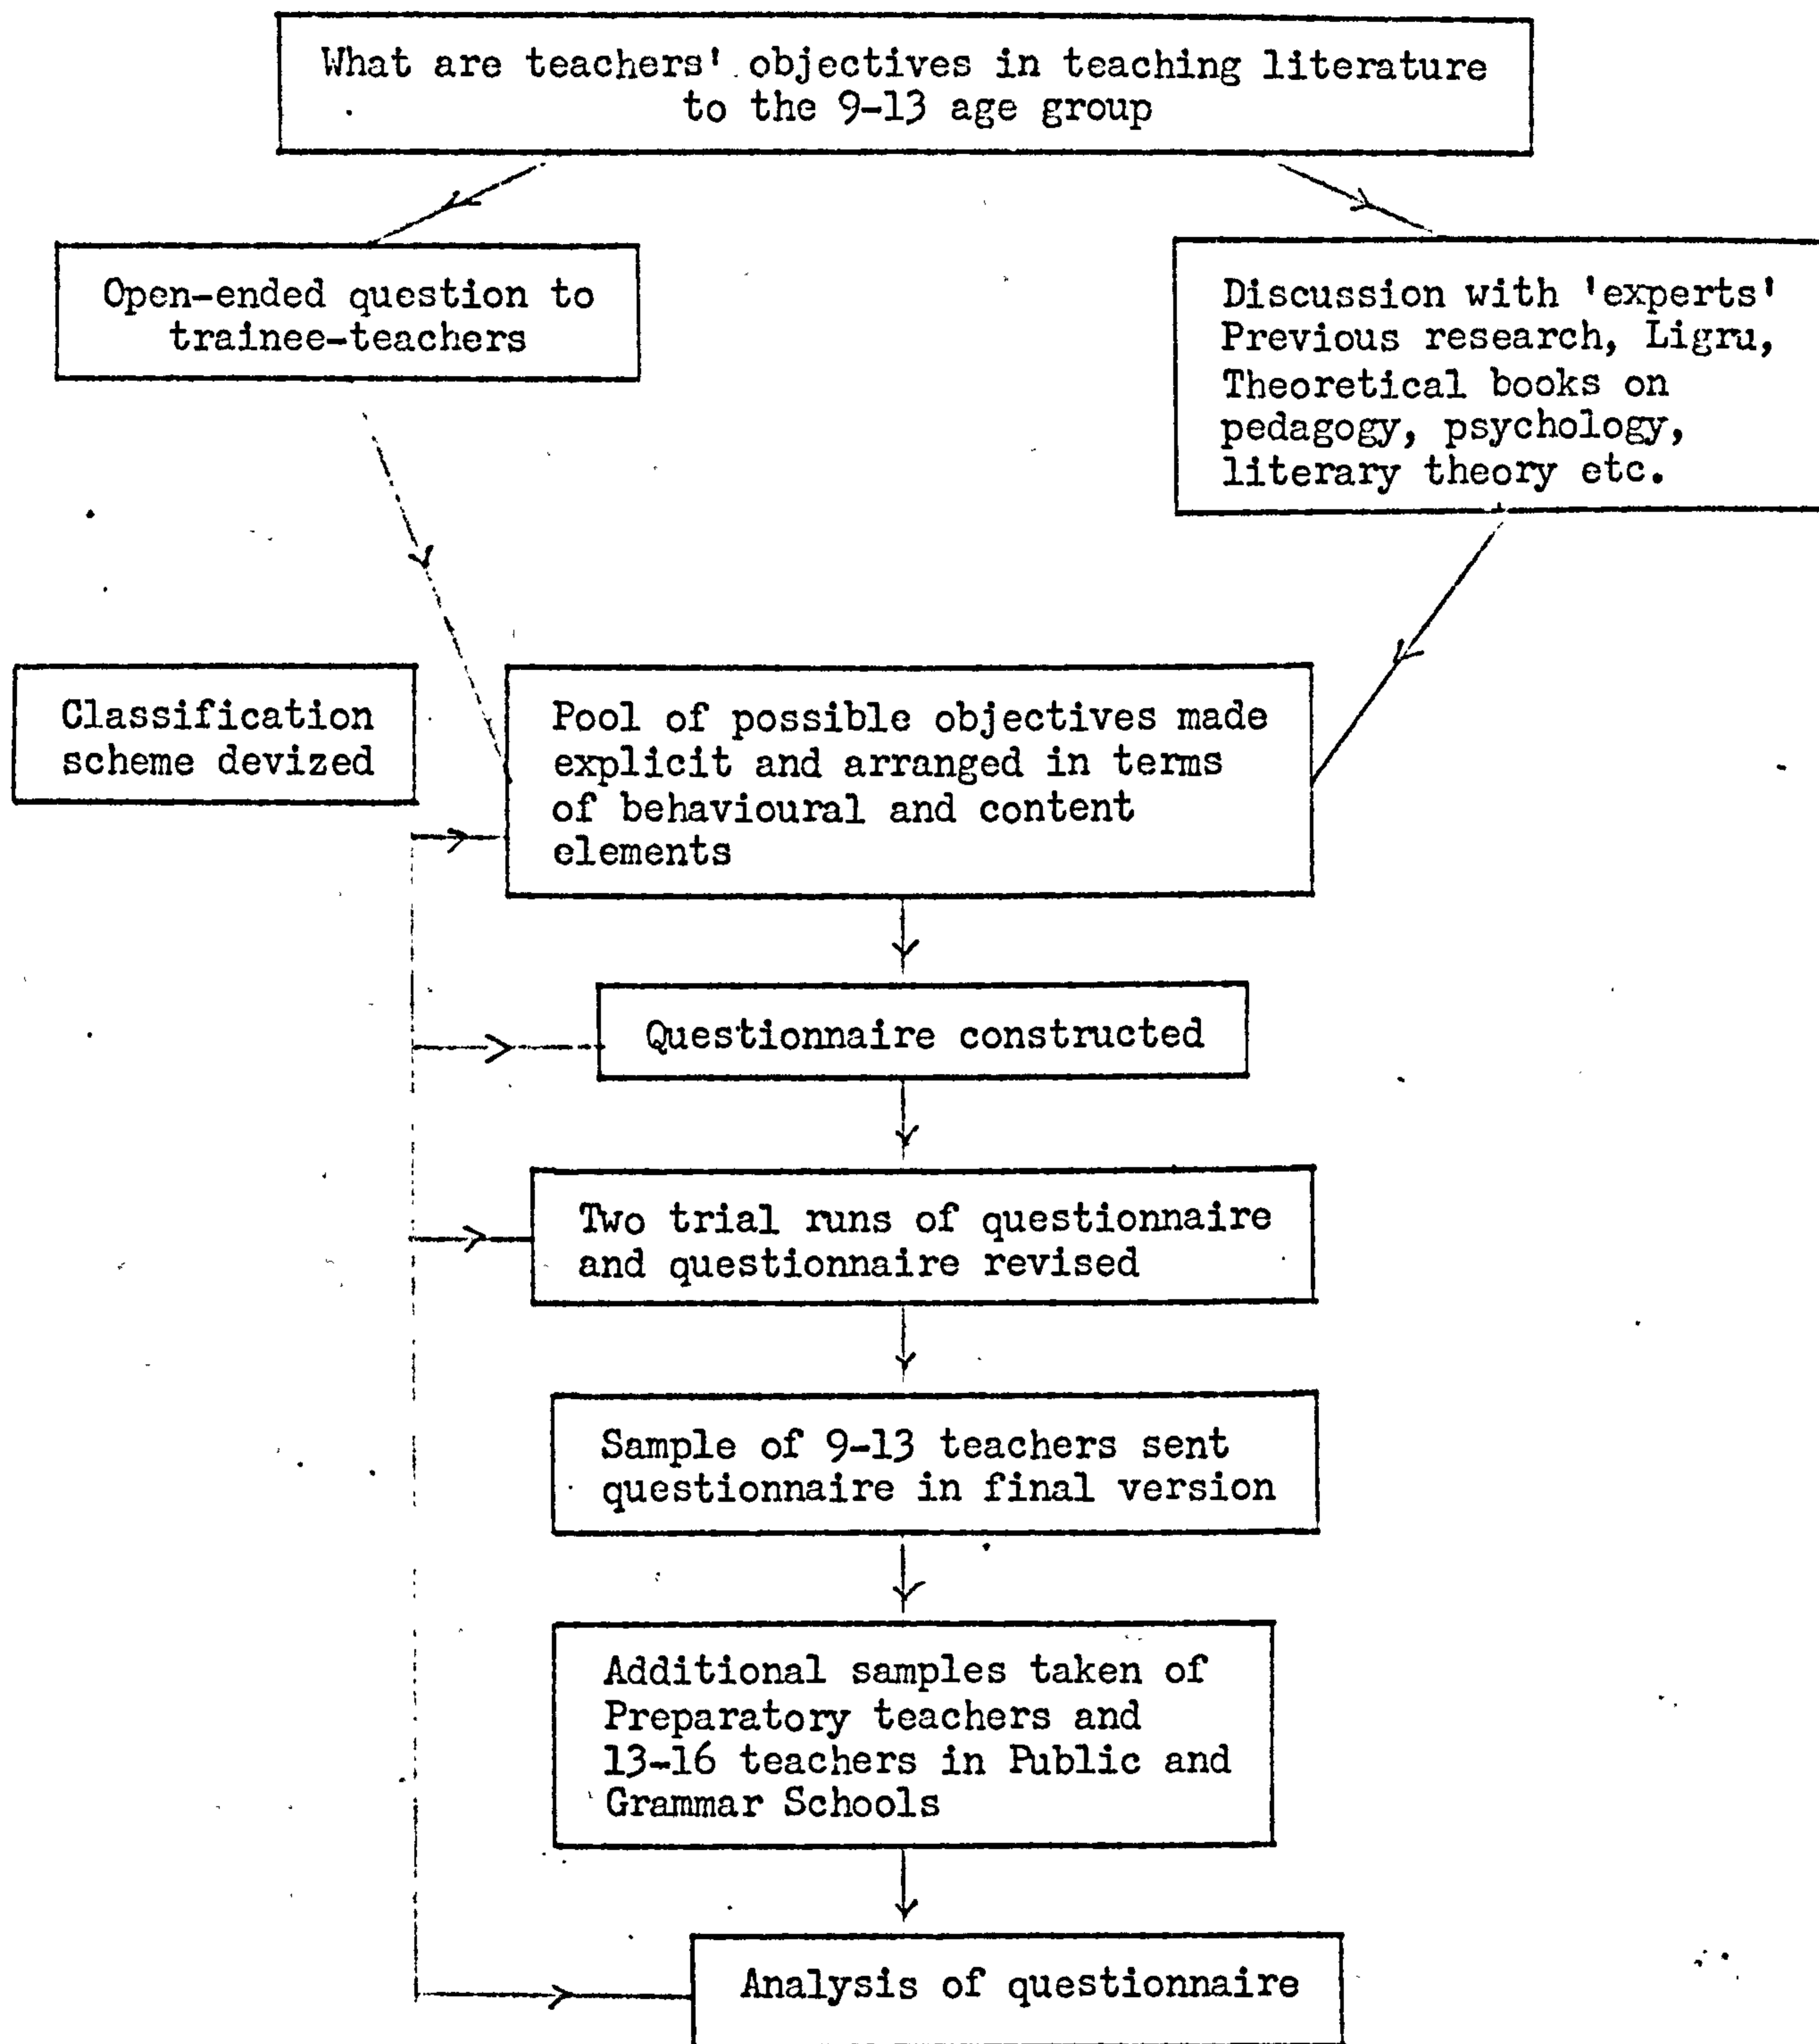 What are teachers' objectives in teaching literature
to the 9-13 age group
Open-ended question to
trainee-teachers
Discussion with 'experts'
Previous research, Ligru,
Theoretical books on
pedagogy, psychology,
literary theory etc.
Classification
scheme devized
Pool of possible objectives made
explicit and arranged in terms
of behavioural and content
elements
Questionnaire constructed
Two trial runs of questionnaire
and questionnaire revised
Sample of 9-13 teachers sent
questionnaire in final version
Additional samples taken of
Preparatory teachers and
13-16 teachers in Public and
Grammar Schools
Analysis of questionnaire